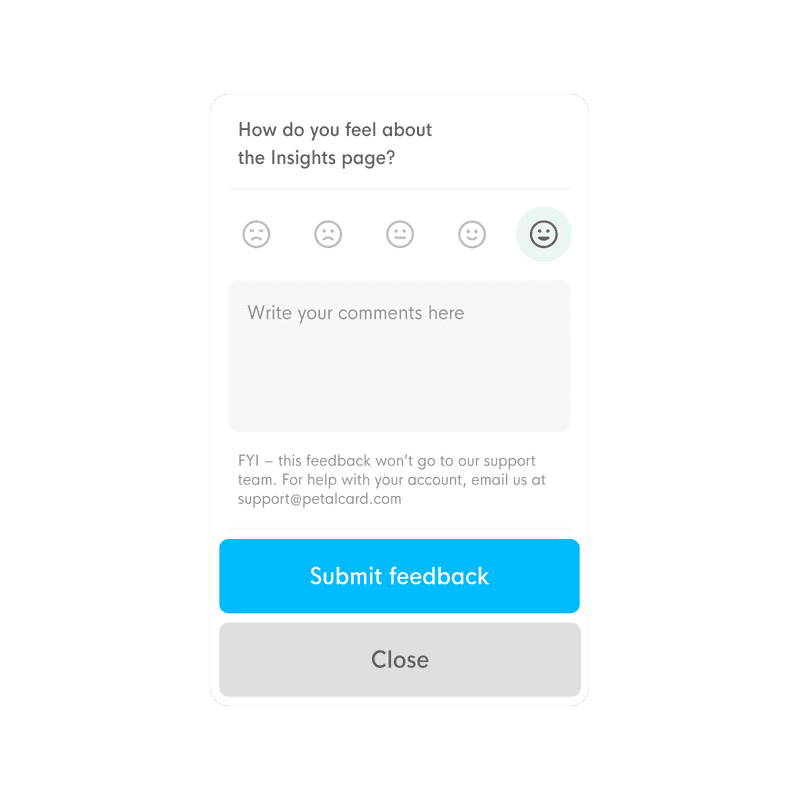 How do you feel about
the Insights page?
Write your comments here
FYI – this feedback won’t go to our support
team. For help with your account, email us at
support@petalcard.com
Submit feedback
Close